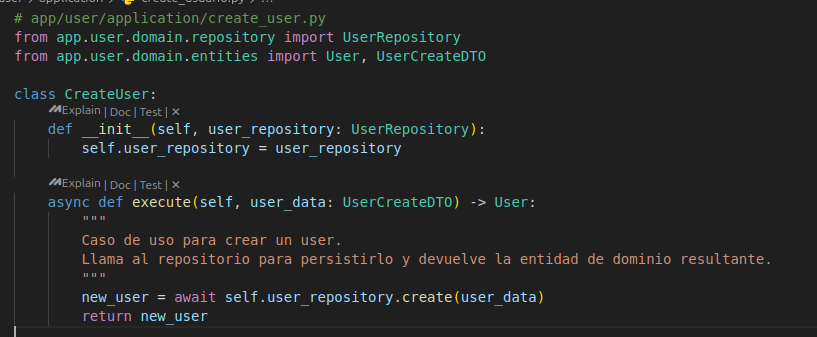 user > application > create_usuario.py > ...
# app/user/application/create_user.py
from app.user.domain.repository import UserRepository
from app.user.domain.entities import User, UserCreateDTO
class CreateUser:
Explain | Doc | Test | ✕
def __init__(self, user_repository: UserRepository):
self.user_repository = user_repository
Explain | Doc | Test | ✕
async def execute(self, user_data: UserCreateDTO) -> User:
"""
Caso de uso para crear un user.
Llama al repositorio para persistirlo y devuelve la entidad de dominio resultante.
"""
new_user = await self.user_repository.create(user_data)
return new_user